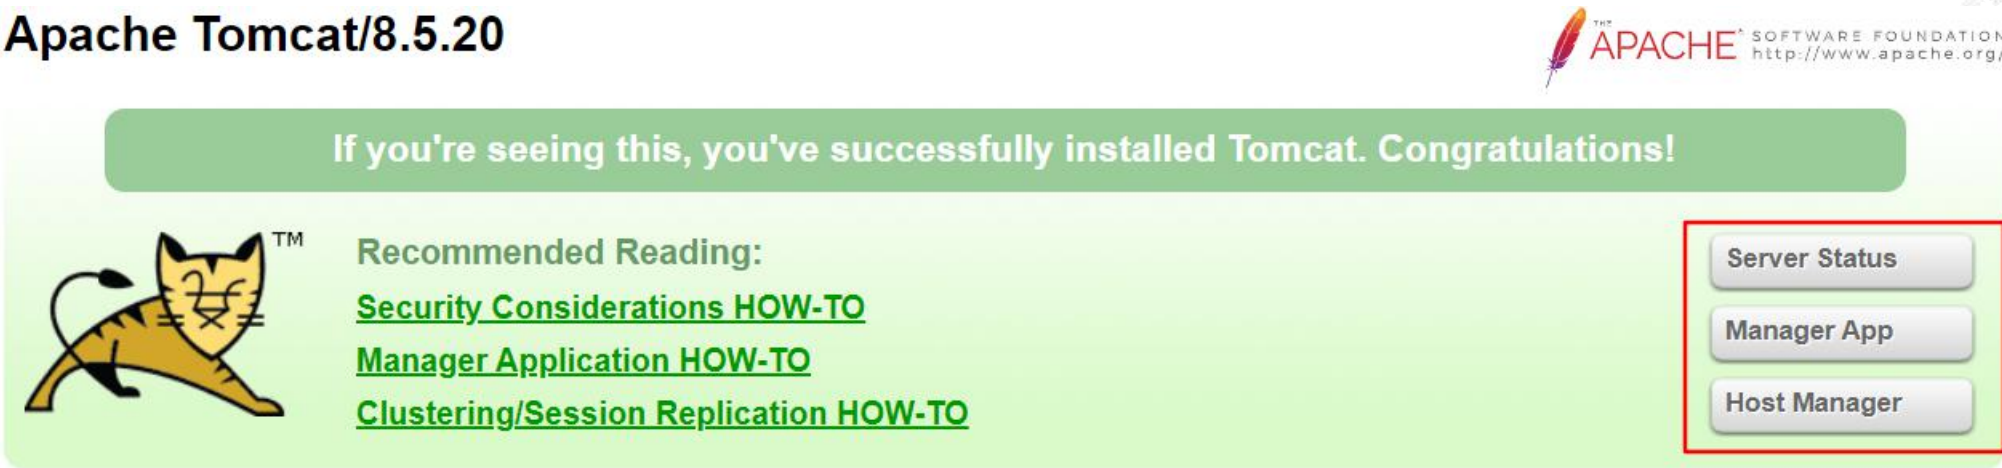 Apache Tomcat/8.5.20
THE
APACHE® SOFTWARE FOUNDATION
http://www.apache.org/
If you're seeing this, you've successfully installed Tomcat. Congratulations!
TM
Recommended Reading:
Security Considerations HOW-TO
Manager Application HOW-TO
Clustering/Session Replication HOW-TO
Server Status
Manager App
Host Manager